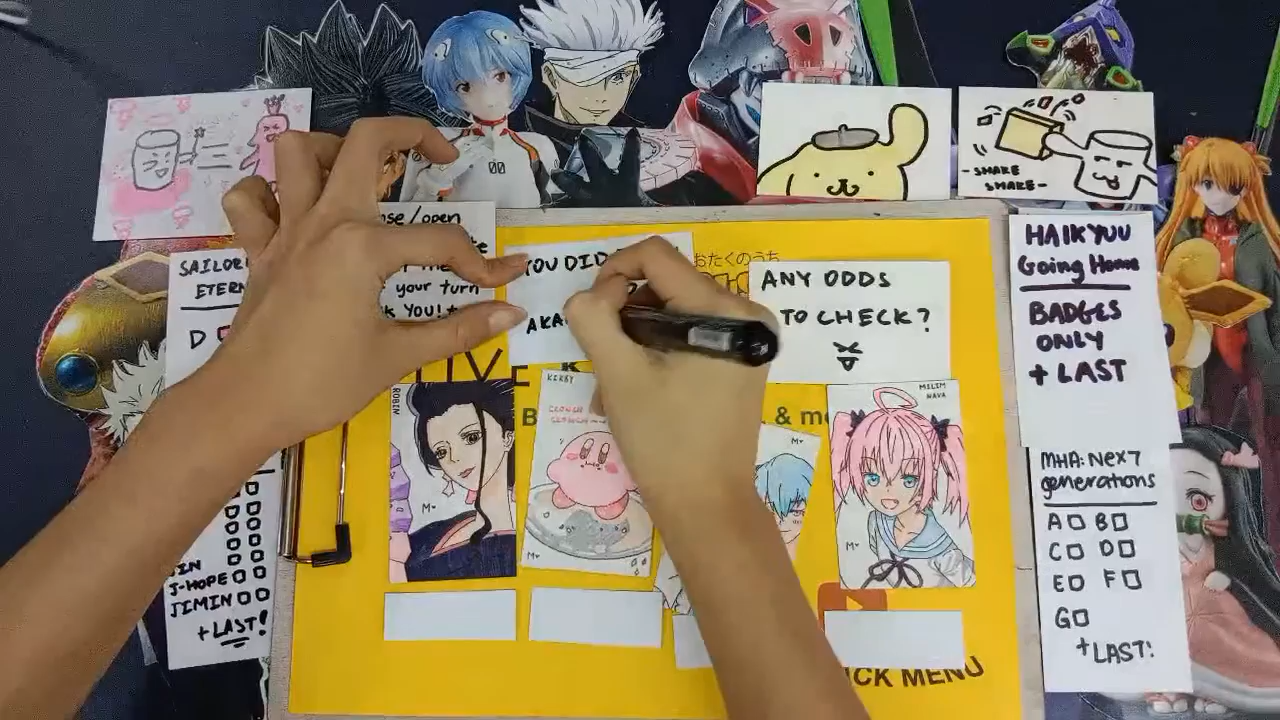 -SHAKE
SHAKE-
SAILOR
ETERN
D
/open
your turn
YOU!
YOU DID
AKA
おたくのうち
ANY ODDS
TO CHECK?
HAIKYUU
Going Home
BADGES
ONLY
+ LAST
ROBIN
KIRBY
MILIM
NAVA
M♥
M♥
M♥
M♥
00
LIVE
B
& m
MHA: NEXT
generations
A□ B□
C□ D□
E□ F□
G□
+LAST!
J-HOPE □□
JIMIN □□
+LAST!
ICK MENU